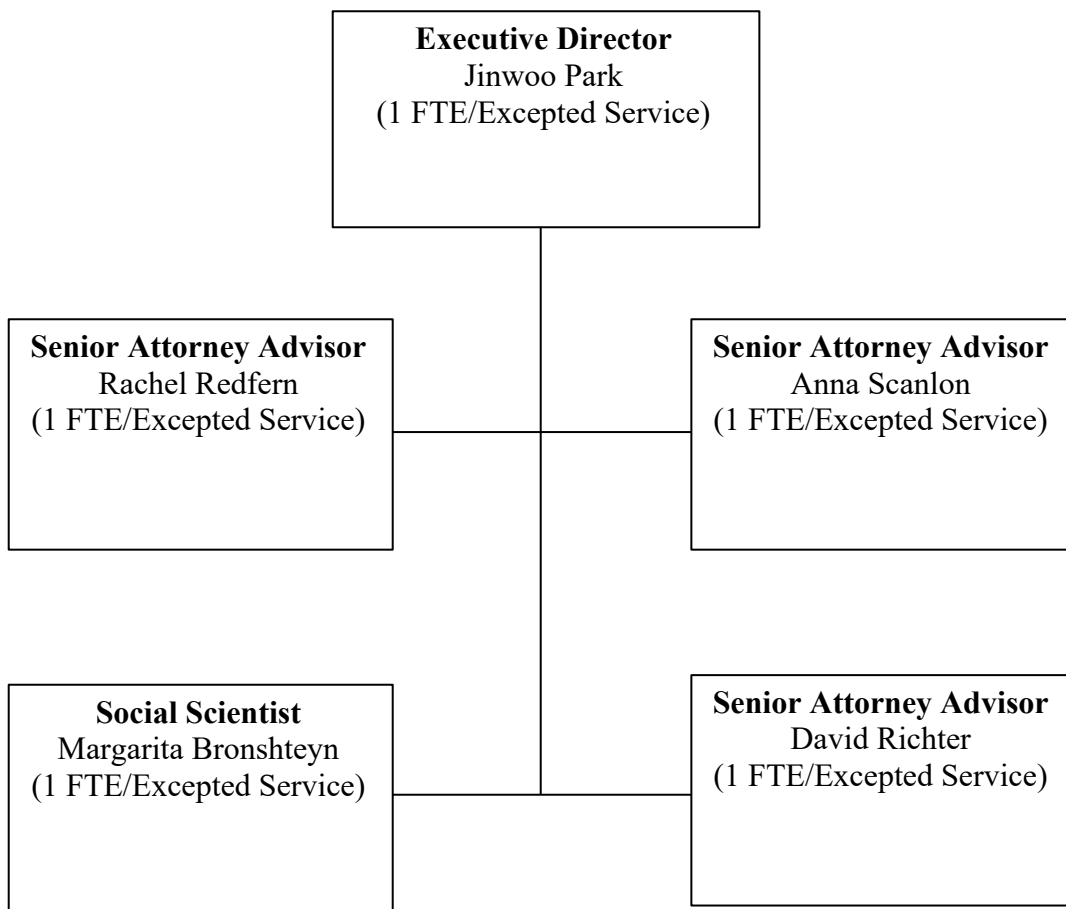 Executive Director
Jinwoo Park
(1 FTE/Excepted Service)
Senior Attorney Advisor
Rachel Redfern
(1 FTE/Excepted Service)
Senior Attorney Advisor
Anna Scanlon
(1 FTE/Excepted Service)
Social Scientist
Margarita Bronshteyn
(1 FTE/Excepted Service)
Senior Attorney Advisor
David Richter
(1 FTE/Excepted Service)